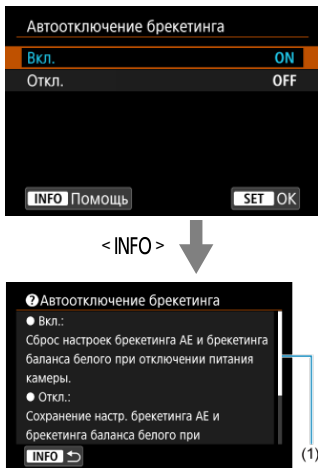 Автоотключение брекетинга
Вкл. ON
Откл. OFF
INFO Помощь SET OK
< INFO >
?Автоотключение брекетинга
● Вкл.:
Сброс настроек брекетинга AE и брекетинга
баланса белого при отключении питания
камеры.
● Откл.:
Сохранение настр. брекетинга AE и
брекетинга баланса белого при
INFO
(1)